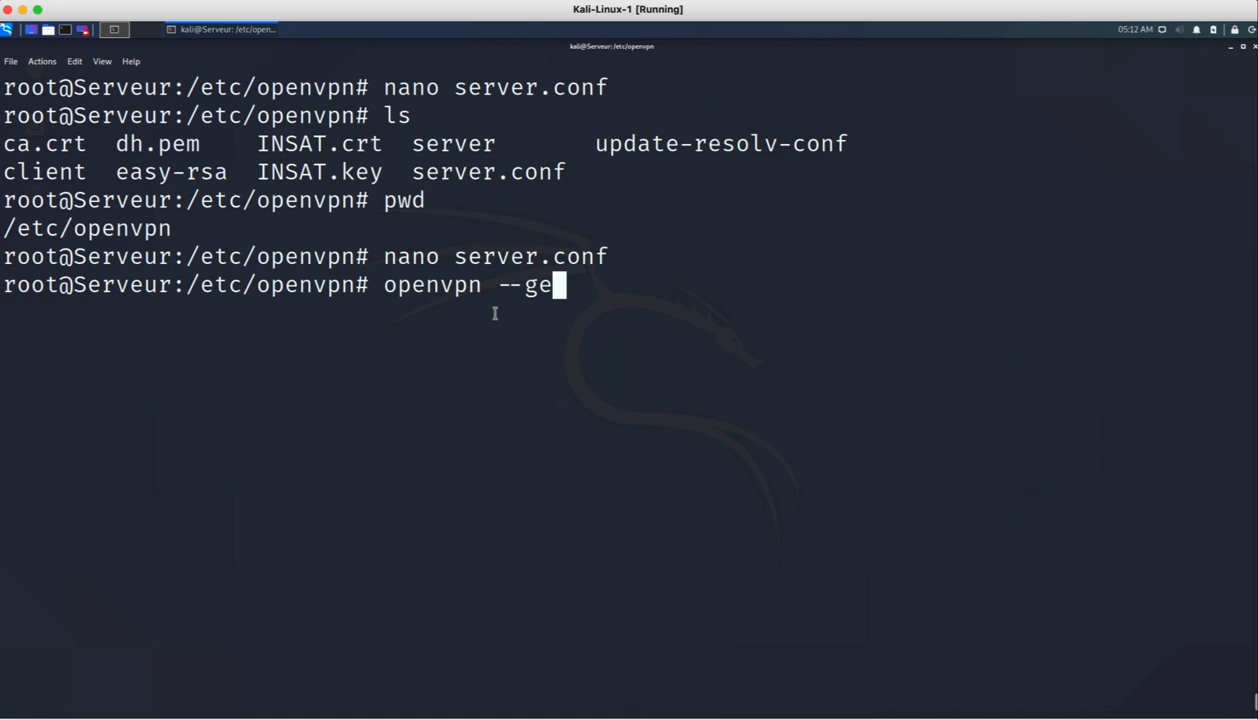 Kali-Linux-1 [Running]
kali@Serveur: /etc/open...
05:12 AM
kali@Serveur: /etc/openvpn
File Actions Edit View Help
root@Serveur:/etc/openvpn# nano server.conf
root@Serveur:/etc/openvpn# ls
ca.crt dh.pem INSAT.crt server update-resolv-conf
client easy-rsa INSAT.key server.conf
root@Serveur:/etc/openvpn# pwd
/etc/openvpn
root@Serveur:/etc/openvpn# nano server.conf
root@Serveur:/etc/openvpn# openvpn --ge